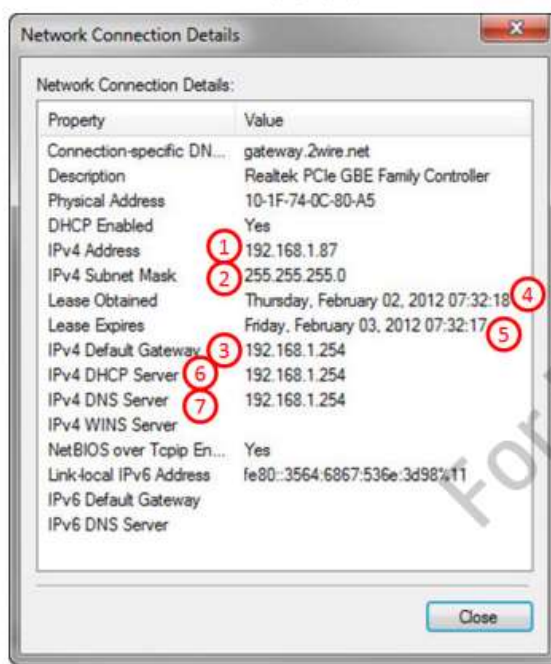 Network Connection Details
x
Network Connection Details:
Property Value
Connection-specific DN... gateway.2wire.net
Description Realtek PCIe GBE Family Controller
Physical Address 10-1F-74-0C-80-A5
DHCP Enabled Yes
IPv4 Address 1 192.168.1.87
IPv4 Subnet Mask 2 255.255.255.0
Lease Obtained Thursday, February 02, 2012 07:32:18 4
Lease Expires Friday, February 03, 2012 07:32:17 5
IPv4 Default Gateway 3 192.168.1.254
IPv4 DHCP Server 6 192.168.1.254
IPv4 DNS Server 7 192.168.1.254
IPv4 WINS Server
NetBIOS over Tcpip En... Yes
Link-local IPv6 Address fe80::3564:6867:536e:3d98%11
IPv6 Default Gateway
IPv6 DNS Server
For
Close